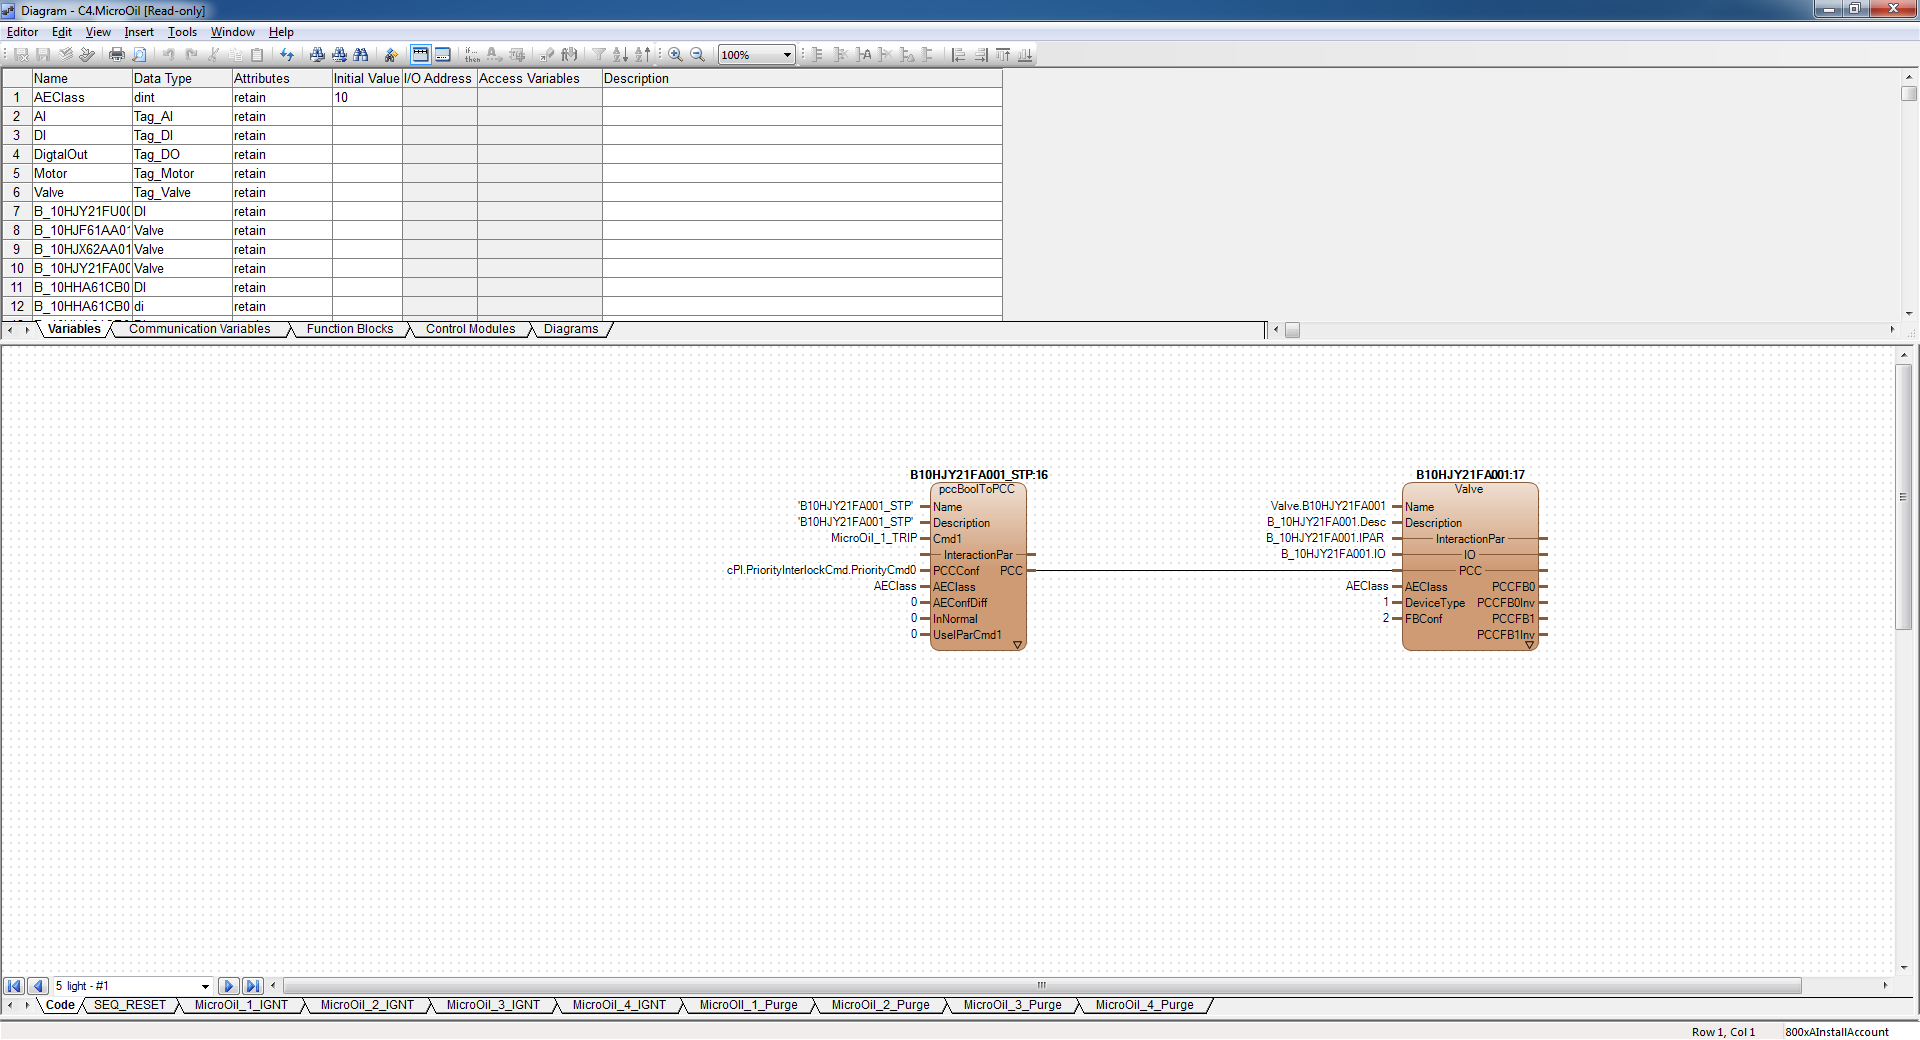 Diagram - C4.MicroOil [Read-only]
Editor Edit View Insert Tools Window Help
if... then 100%
Name Data Type Attributes Initial Value I/O Address Access Variables Description
1 AEClass dint retain 10
2 AI Tag_AI retain
3 DI Tag_DI retain
4 DigtalOut Tag_DO retain
5 Motor Tag_Motor retain
6 Valve Tag_Valve retain
7 B_10HJY21FU00 DI retain
8 B_10HJF61AA01 Valve retain
9 B_10HJX62AA01 Valve retain
10 B_10HJY21FA00 Valve retain
11 B_10HHA61CB0 DI retain
12 B_10HHA61CB0 di retain
Variables Communication Variables Function Blocks Control Modules Diagrams
B10HJY21FA001_STP:16
pccBoolToPCC
'B10HJY21FA001_STP' Name
'B10HJY21FA001_STP' Description
MicroOil_1_TRIP Cmd1
InteractionPar
cPI.PriorityInterlockCmd.PriorityCmd0 PCCConf PCC
AEClass AEClass
0 AEConfDiff
0 InNormal
0 UseIParCmd1
B10HJY21FA001:17
Valve
Valve.B10HJY21FA001 Name
B_10HJY21FA001.Desc Description
B_10HJY21FA001.IPAR InteractionPar
B_10HJY21FA001.IO IO
PCC
AEClass AEClass PCCFB0
1 DeviceType PCCFB0Inv
2 FBConf PCCFB1
PCCFB1Inv
5 light - #1
Code SEQ_RESET MicroOil_1_IGNT MicroOil_2_IGNT MicroOil_3_IGNT MicroOil_4_IGNT MicroOIl_1_Purge MicroOil_2_Purge MicroOil_3_Purge MicroOil_4_Purge
Row 1, Col 1 800xAInstallAccount